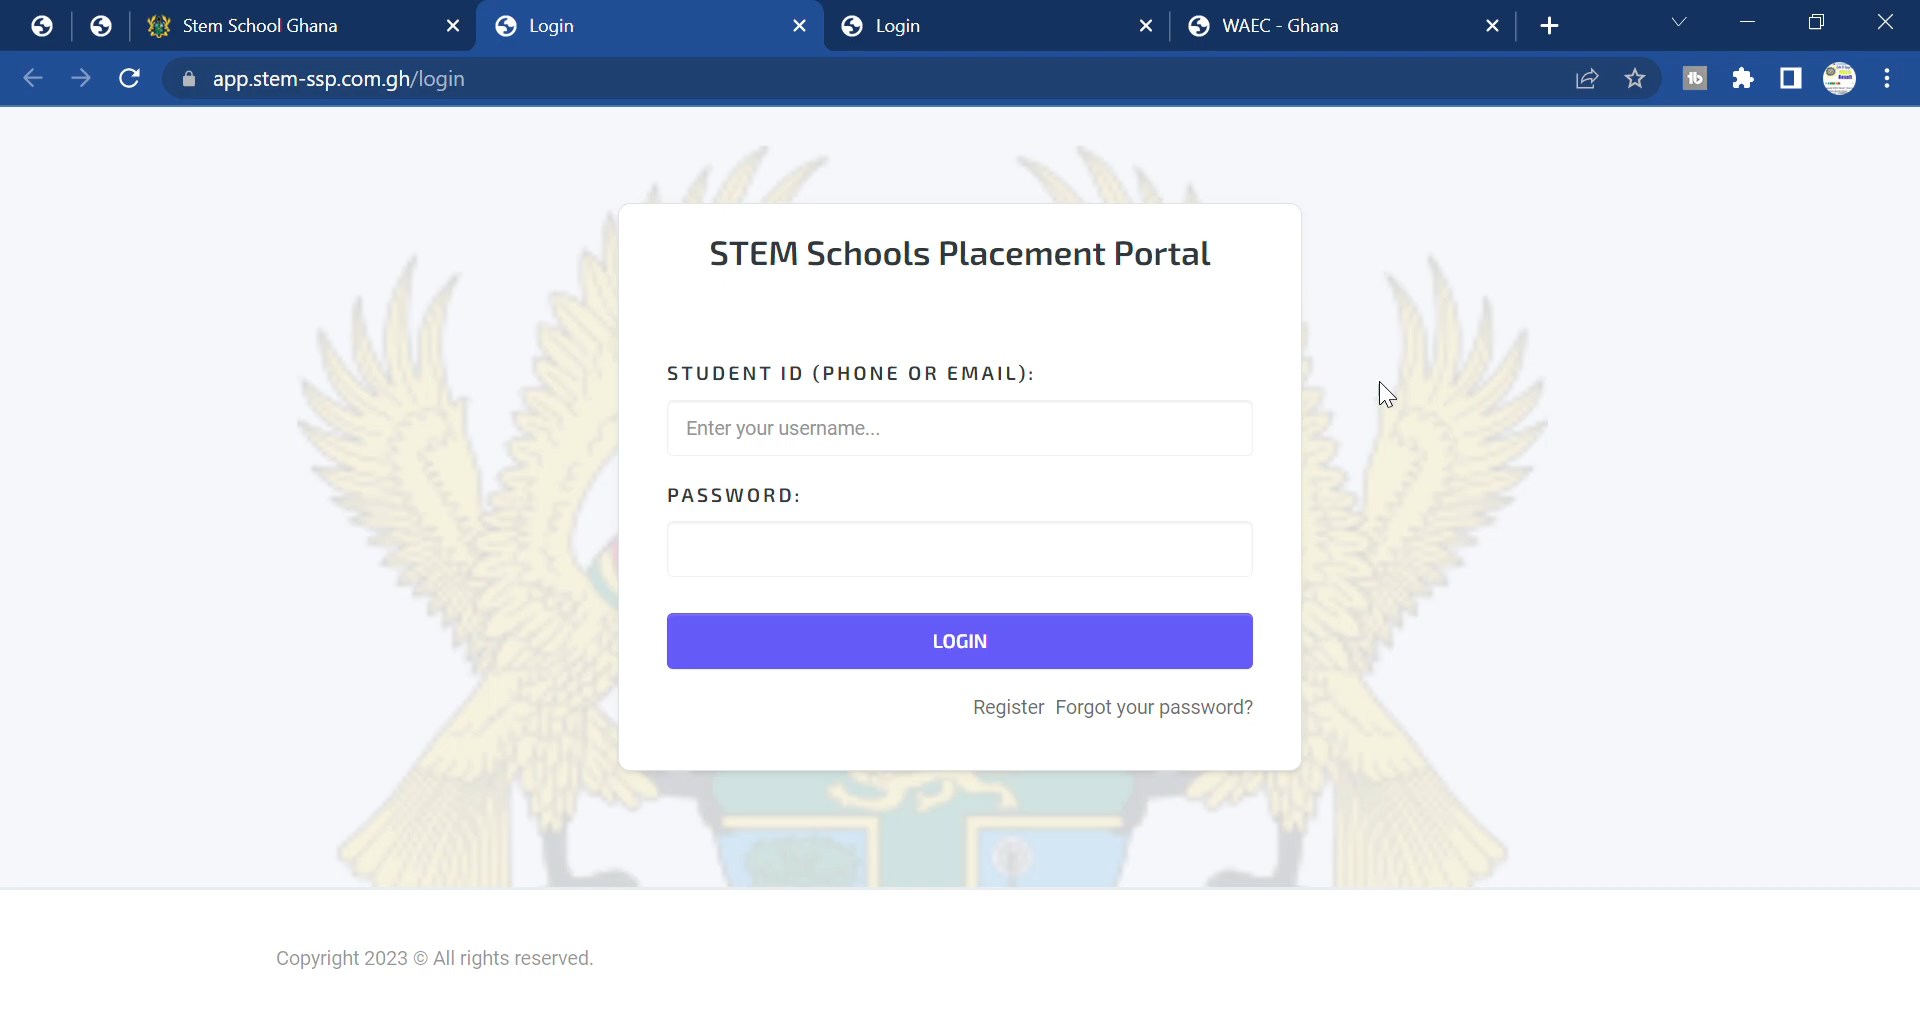 Stem School Ghana
Login
Login
WAEC - Ghana
app.stem-ssp.com.gh/login
STEM Schools Placement Portal
STUDENT ID (PHONE OR EMAIL):
Enter your username...
PASSWORD:
LOGIN
Register Forgot your password?
Copyright 2023 © All rights reserved.